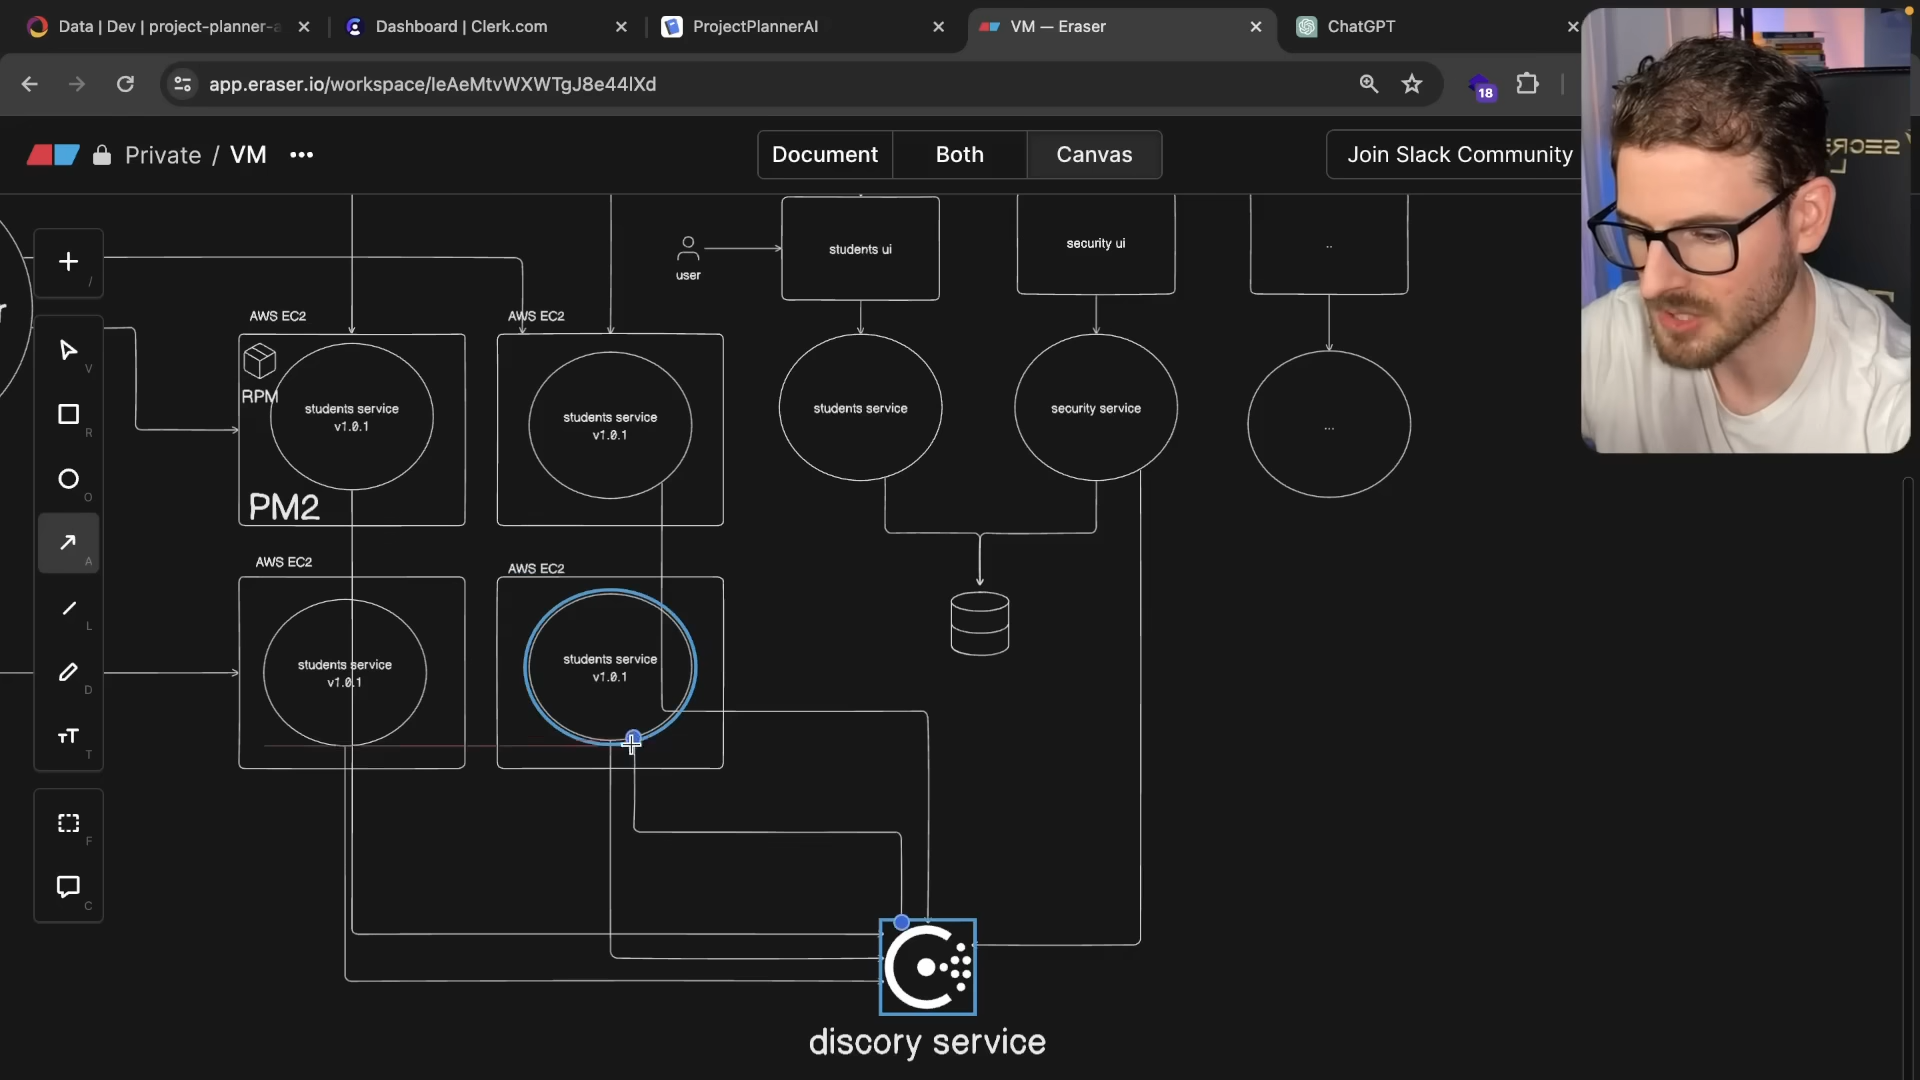 Data | Dev | project-planner-a
Dashboard | Clerk.com
ProjectPlannerAI
VM — Eraser
ChatGPT
app.eraser.io/workspace/IeAeMtvWXWTgJ8e44lXd
18
Private / VM
Document
Both
Canvas
Join Slack Community
/
V
R
O
A
L
D
T
F
C
r
user
students ui
security ui
..
AWS EC2
AWS EC2
RPM
students service
v1.0.1
PM2
students service
v1.0.1
students service
security service
...
AWS EC2
AWS EC2
students service
v1.0.1
students service
v1.0.1
discory service